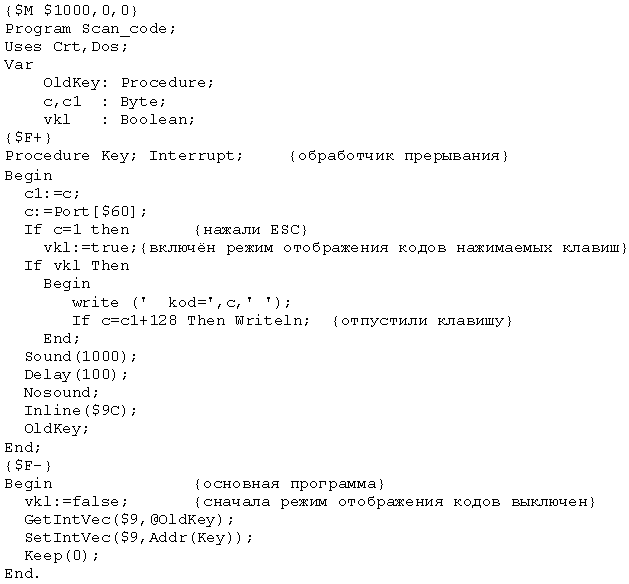 {$M $1000,0,0}
Program Scan_code;
Uses Crt,Dos;
Var
    OldKey: Procedure;
    c,c1  : Byte;
    vkl   : Boolean;
{$F+}
Procedure Key; Interrupt;    {обработчик прерывания}
Begin
  c1:=c;
  c:=Port[$60];
  If c=1 then       {нажали ESC}
    vkl:=true;{включён режим отображения кодов нажимаемых клавиш}
  If vkl Then
    Begin
       write ('  kod=',c,' ');
       If c=c1+128 Then Writeln;  {отпустили клавишу}
    End;
  Sound(1000);
  Delay(100);
  Nosound;
  Inline($9C);
  OldKey;
End;
{$F-}
Begin               {основная программа}
  vkl:=false;       {сначала режим отображения кодов выключен}
  GetIntVec($9,@OldKey);
  SetIntVec($9,Addr(Key));
  Keep(0);
End.